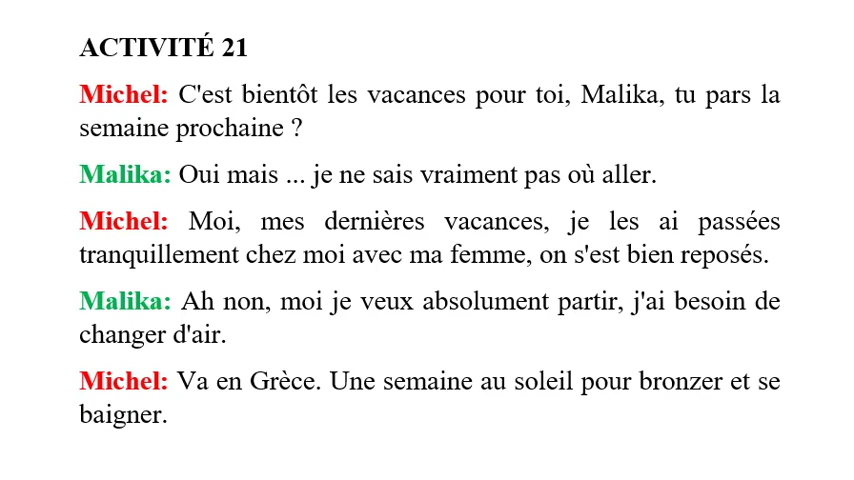 ACTIVITÉ 21
Michel: C'est bientôt les vacances pour toi, Malika, tu pars la
semaine prochaine ?
Malika: Oui mais ... je ne sais vraiment pas où aller.
Michel: Moi, mes dernières vacances, je les ai passées
tranquillement chez moi avec ma femme, on s'est bien reposés.
Malika: Ah non, moi je veux absolument partir, j'ai besoin de
changer d'air.
Michel: Va en Grèce. Une semaine au soleil pour bronzer et se
baigner.